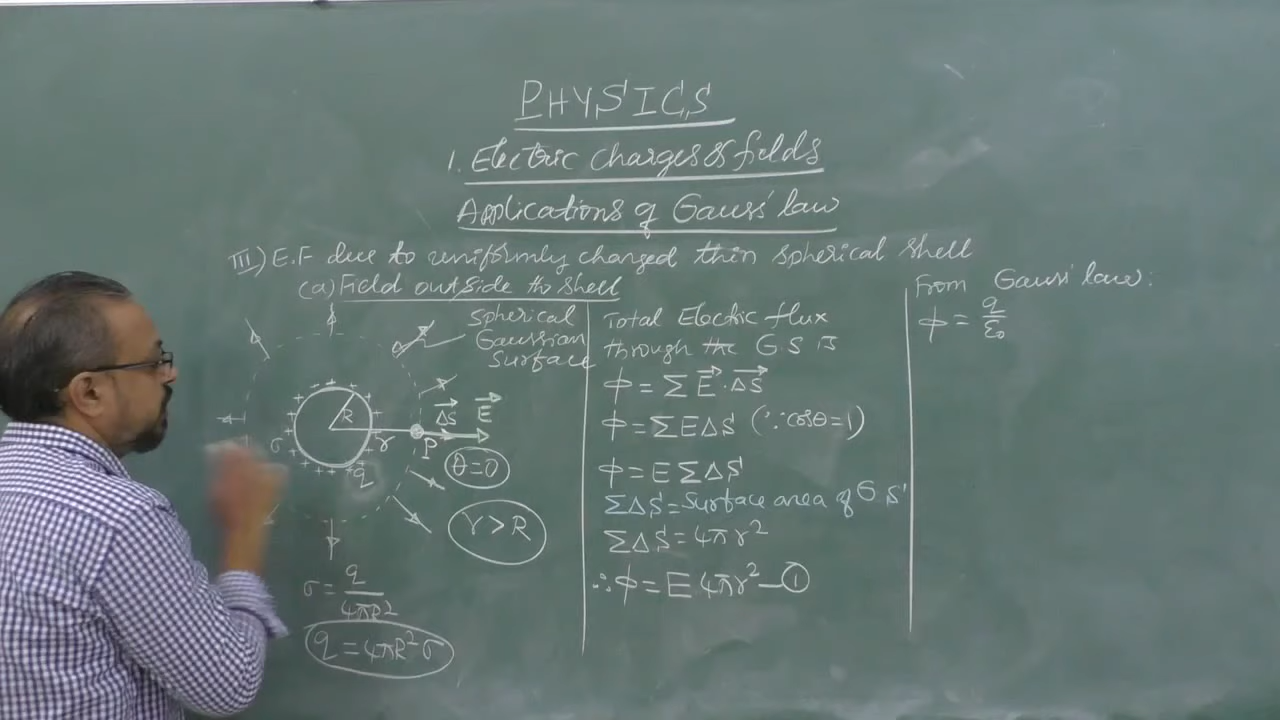 PHYSICS
1. Electric Charges & fields
Applications of Gauss' law
III) E.F due to uniformly charged thin spherical shell
(a) Field outside the shell
Spherical
Gaussian
Surface
R
ΔS
E
r
P
σ
q
θ=0
r > R
σ = q/4πR²
q = 4πR²σ
Total Electric flux
through the G.S is
ϕ = Σ E · ΔS
ϕ = Σ E ΔS (∵ cosθ = 1)
ϕ = E Σ ΔS
ΣΔS = Surface area of G.S
ΣΔS = 4πr²
∴ ϕ = E 4πr² — ①
From Gauss' law:
ϕ = q/ε₀